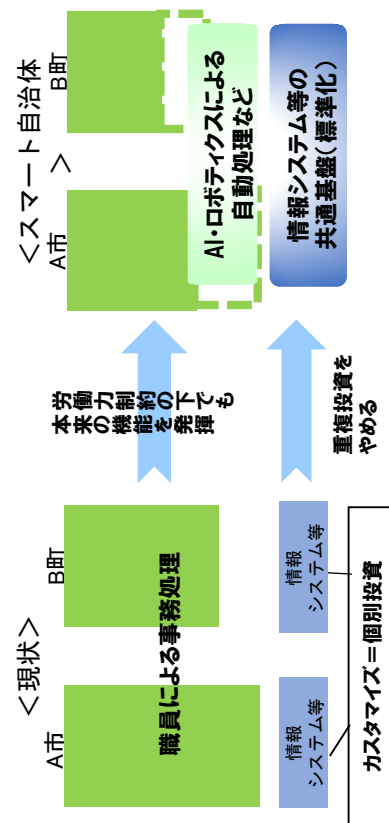 ＜現状＞
A市
B町
職員による事務処理
情報
システム等
情報
システム等
カスタマイズ＝個別投資
労働力制約の下でも
本来の機能を発揮
重複投資を
やめる
＜スマート自治体＞
A市
B町
AI・ロボティクスによる
自動処理など
情報システム等の
共通基盤（標準化）